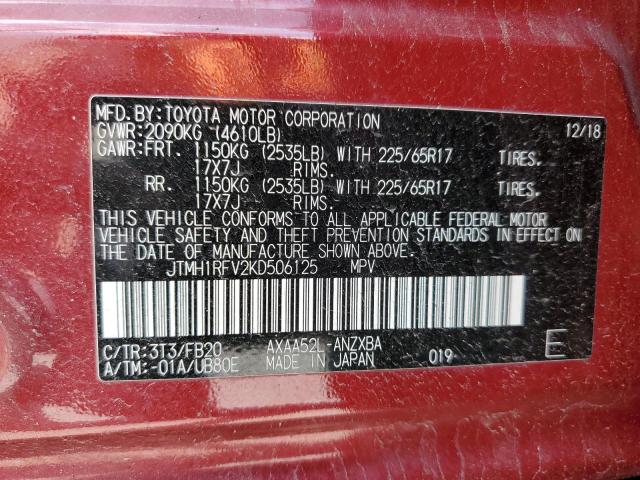 MFD. BY: TOYOTA MOTOR CORPORATION 12/18
GVWR: 2090KG (4610LB)
GAWR: FRT. 1150KG (2535LB) WITH 225/65R17 TIRES.
17X7J RIMS.
RR. 1150KG (2535LB) WITH 225/65R17 TIRES.
17X7J RIMS.
THIS VEHICLE CONFORMS TO ALL APPLICABLE FEDERAL MOTOR
VEHICLE SAFETY AND THEFT PREVENTION STANDARDS IN EFFECT ON
THE DATE OF MANUFACTURE SHOWN ABOVE.
JTMH1RFV2KD506125 MPV
C/TR: 3T3/FB20 AXAA52L-ANZXBA
A/TM: -01A/UB80E MADE IN JAPAN 019 E